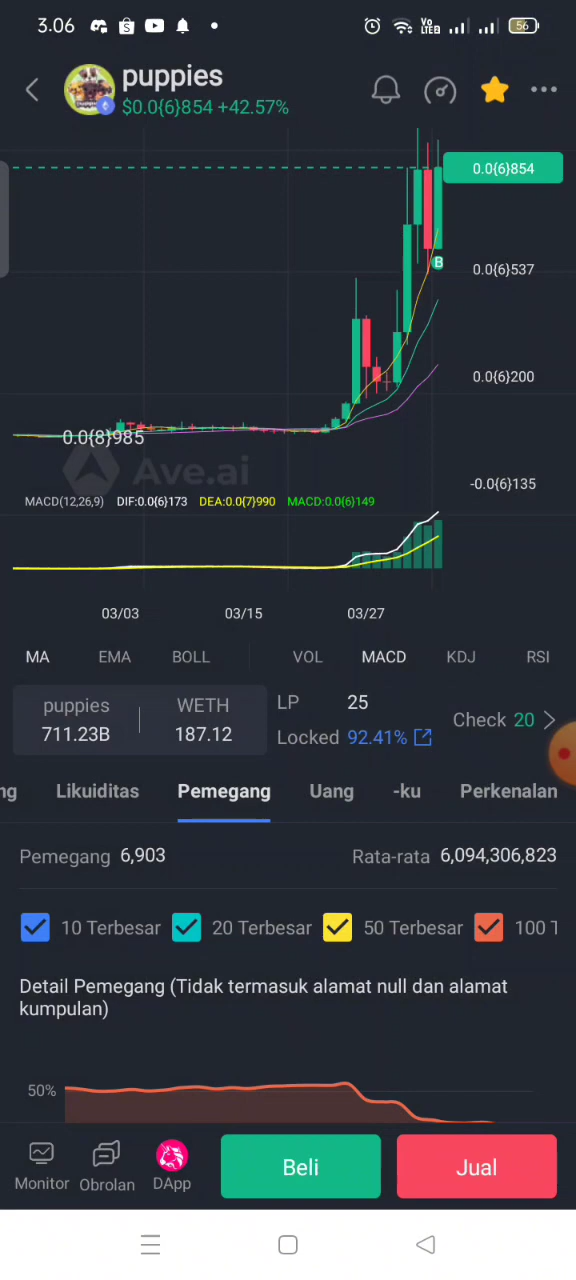 3.06
Vo
LTEB
56
puppies
$0.0{6}854 +42.57%
0.0{6}854
B
0.0{6}537
0.0{6}200
0.0{8}985
Ave.ai
-0.0{6}135
MACD(12,26,9) DIF:0.0{6}173 DEA:0.0{7}990 MACD:0.0{6}149
03/03 03/15 03/27
MA EMA BOLL VOL MACD KDJ RSI
puppies WETH
711.23B 187.12
LP 25
Locked 92.41%
Check 20
ng Likuiditas Pemegang Uang -ku Perkenalan
Pemegang 6,903 Rata-rata 6,094,306,823
10 Terbesar 20 Terbesar 50 Terbesar 100 T
Detail Pemegang (Tidak termasuk alamat null dan alamat
kumpulan)
50%
Monitor Obrolan DApp Beli Jual